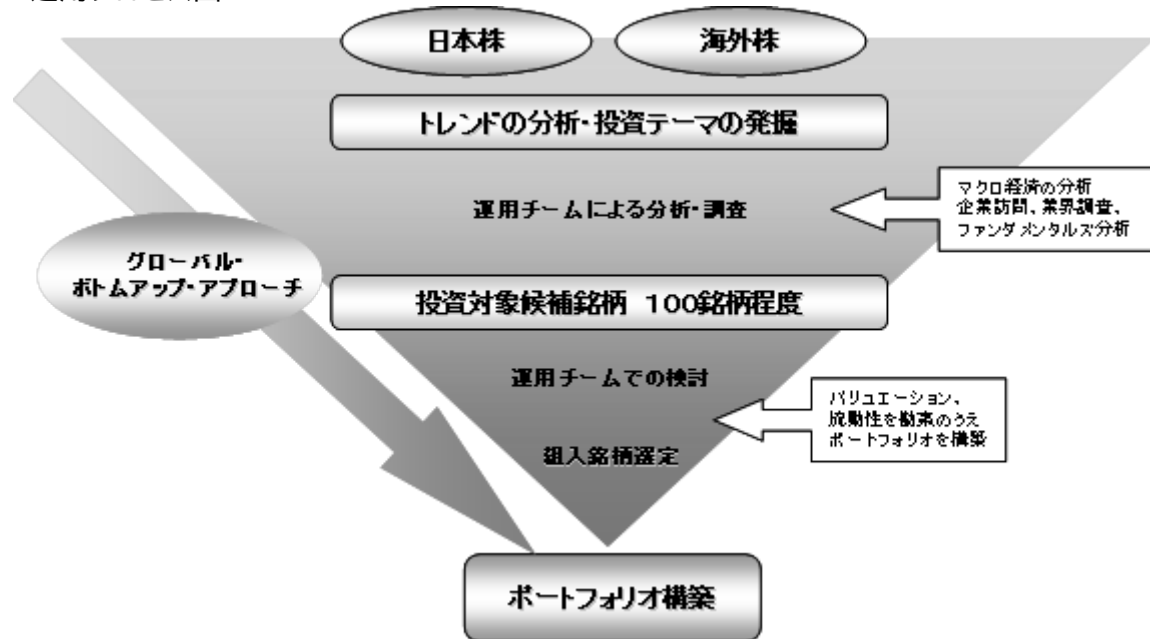 日本株
海外株
トレンドの分析・投資テーマの発掘
運用チームによる分析・調査
マクロ経済の分析
企業訪問、業界調査、
ファンダメンタルズ分析
グローバル・
ボトムアップ・アプローチ
投資対象候補銘柄 100銘柄程度
運用チームでの検討
バリュエーション、
流動性を勘案のうえ
ポートフォリオを構築
組入銘柄選定
ポートフォリオ構築